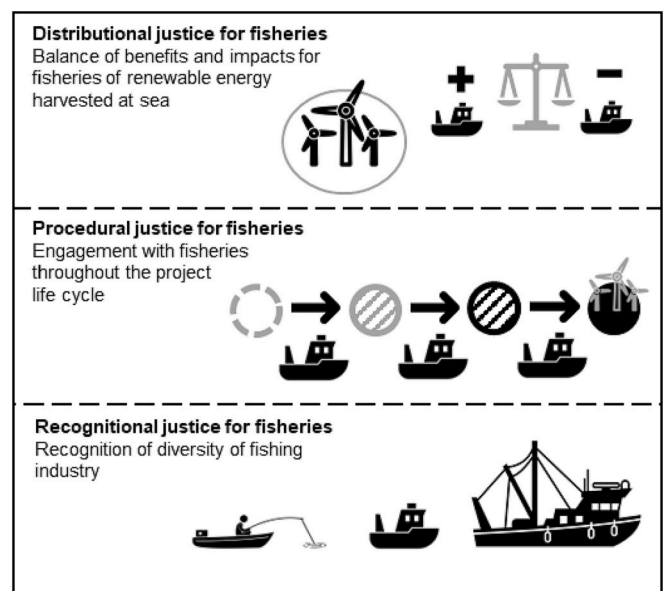 Distributional justice for fisheries
Balance of benefits and impacts for
fisheries of renewable energy
harvested at sea
Procedural justice for fisheries
Engagement with fisheries
throughout the project
life cycle
Recognitional justice for fisheries
Recognition of diversity of fishing
industry